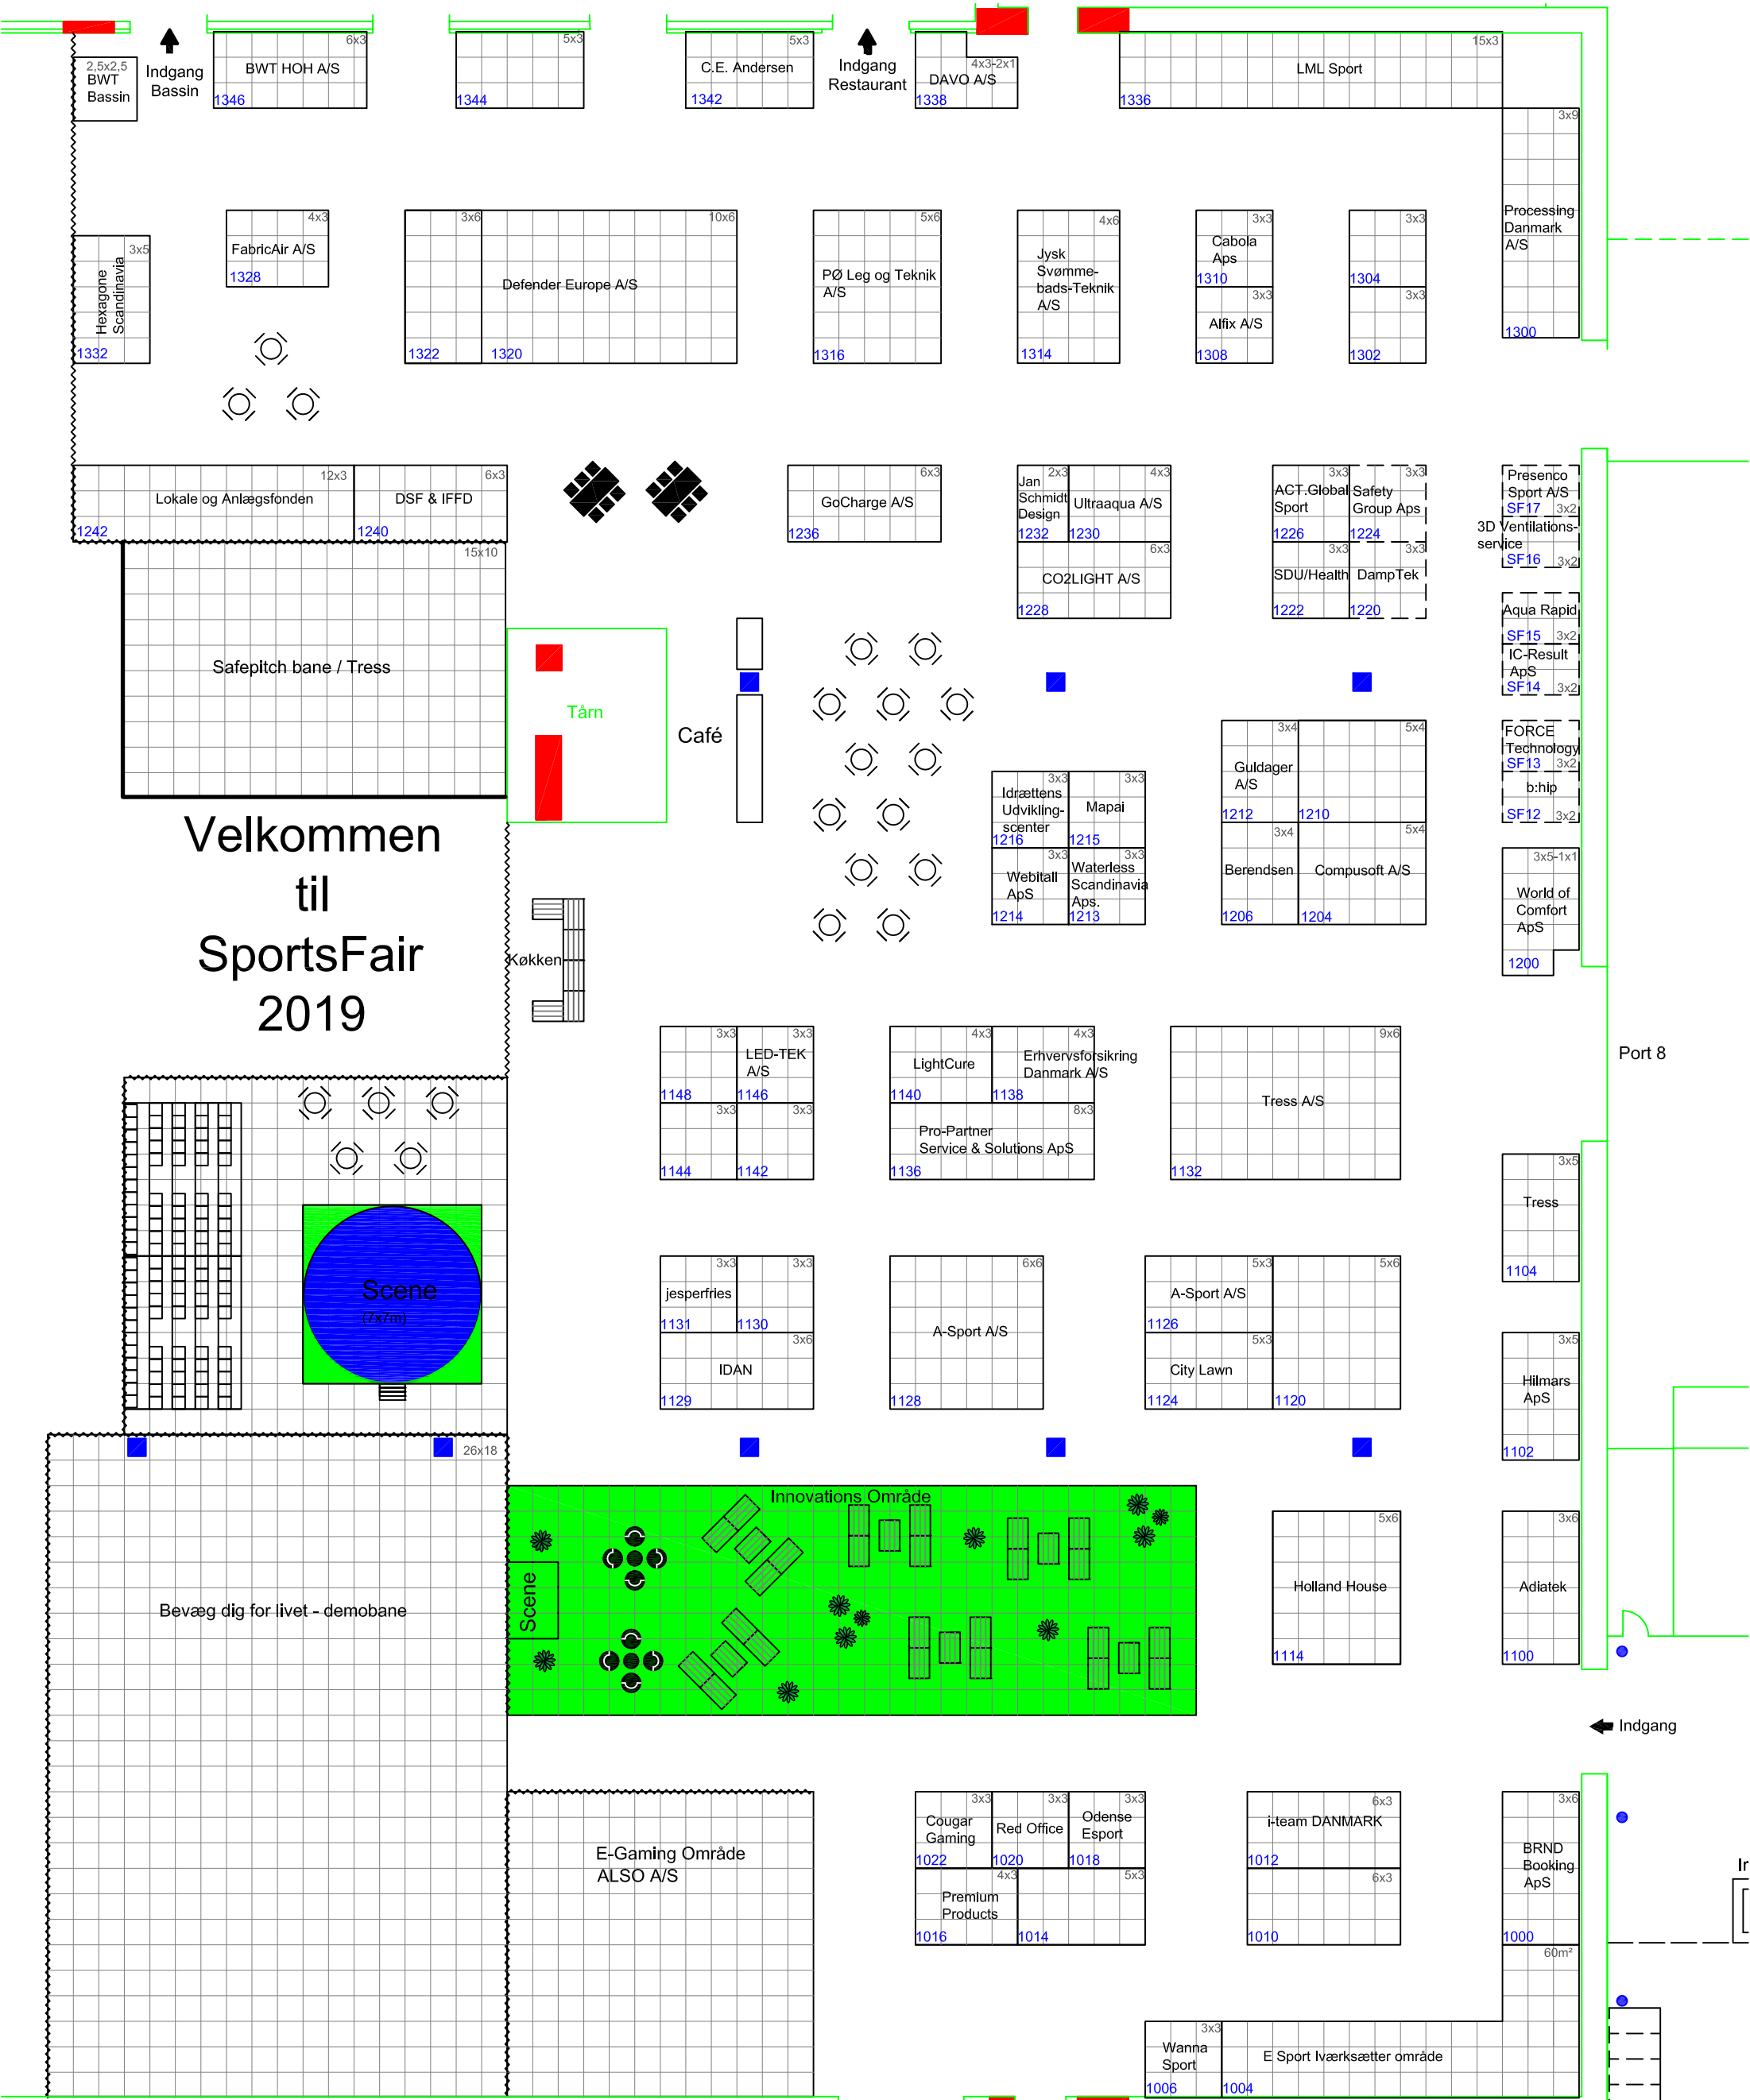 2,5x2,5
BWT
Bassin
Indgang
Bassin
6x3
BWT HOH A/S
1346
5x3
1344
5x3
C.E. Andersen
1342
Indgang
Restaurant
4x3-2x1
DAVO A/S
1338
15x3
LML Sport
1336
3x9
Processing
Danmark
A/S
1300
3x5
Hexagone
Scandinavia
1332
4x3
FabricAir A/S
1328
3x6
1322
10x6
Defender Europe A/S
1320
5x6
PØ Leg og Teknik
A/S
1316
4x6
Jysk
Svømme-
bads-Teknik
A/S
1314
3x3
Cabola
Aps
1310
3x3
Alfix A/S
1308
3x3
1304
3x3
1302
12x3
Lokale og Anlægsfonden
1242
6x3
DSF & IFFD
1240
6x3
GoCharge A/S
1236
2x3
Jan
Schmidt
Design
1232
4x3
Ultraaqua A/S
1230
6x3
CO2LIGHT A/S
1228
3x3
ACT.Global
Sport
1226
3x3
Safety
Group Aps
1224
3x3
SDU/Health
1222
3x3
DampTek
1220
Presenco
Sport A/S
SF17 3x2
3D Ventilations-
service
SF16 3x2
Aqua Rapid
SF15 3x2
IC-Result
ApS
SF14 3x2
FORCE
Technology
SF13 3x2
b:hip
SF12 3x2
15x10
Safepitch bane / Tress
Tårn
Café
3x4
Guldager
A/S
1212
5x4
1210
3x4
Berendsen
1206
5x4
Compusoft A/S
1204
3x3
Idrættens
Udvikling-
scenter
1216
3x3
Mapai
1215
3x3
Webitall
ApS
1214
3x3
Waterless
Scandinavia
Aps.
1213
3x5-1x1
World of
Comfort
ApS
1200
Velkommen
til
SportsFair
2019
Køkken
3x3
1148
3x3
LED-TEK
A/S
1146
3x3
1144
3x3
1142
4x3
LightCure
1140
4x3
Erhvervsforsikring
Danmark A/S
1138
8x3
Pro-Partner
Service & Solutions ApS
1136
9x6
Tress A/S
1132
Port 8
3x5
Tress
1104
Scene
(7x7m)
3x3
jesperfries
1131
3x3
1130
3x6
IDAN
1129
6x6
A-Sport A/S
1128
5x3
A-Sport A/S
1126
5x3
City Lawn
1124
5x6
1120
3x5
Hilmars
ApS
1102
26x18
Bevæg dig for livet - demobane
Innovations Område
Scene
5x6
Holland House
1114
3x6
Adiatek
1100
Indgang
E-Gaming Område
ALSO A/S
3x3
Cougar
Gaming
1022
3x3
Red Office
1020
3x3
Odense
Esport
1018
4x3
Premium
Products
1016
5x3
1014
6x3
i-team DANMARK
1012
6x3
1010
3x6
BRND
Booking
ApS
1000
60m²
3x3
Wanna
Sport
1006
E Sport Iværksætter område
1004